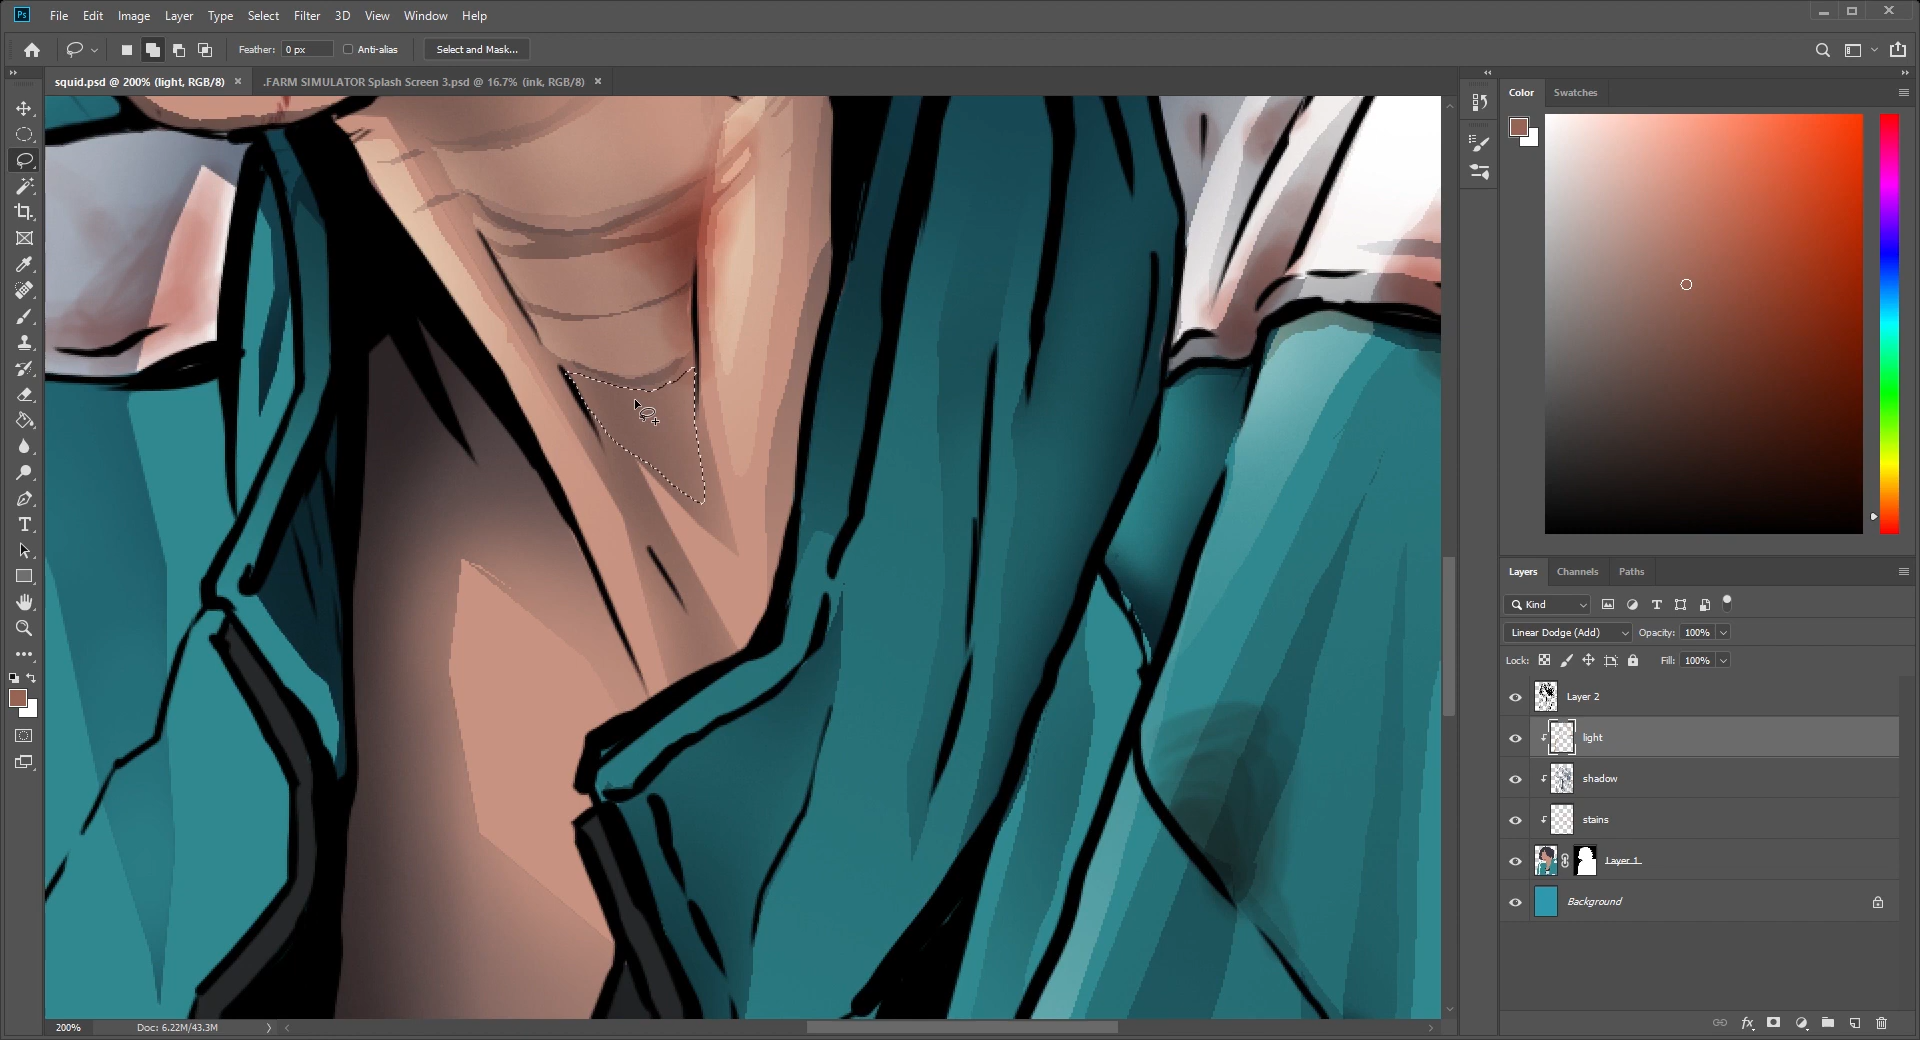 Ps File Edit Image Layer Type Select Filter 3D View Window Help
Feather: 0 px Anti-alias Select and Mask...
squid.psd @ 200% (light, RGB/8) × .FARM SIMULATOR Splash Screen 3.psd @ 16.7% (ink, RGB/8) ×
Color Swatches
Layers Channels Paths
Kind
Linear Dodge (Add) Opacity: 100%
Lock: Fill: 100%
Layer 2
light
shadow
stains
Layer 1
Background
200% Doc: 6.22M/43.3M
fx